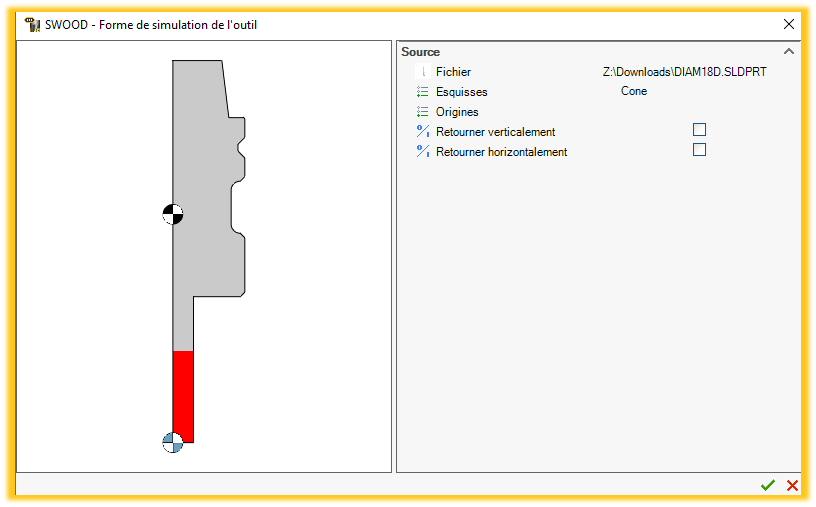 SWOOD - Forme de simulation de l'outil
Source
Fichier Z:\Downloads\DIAM18D.SLDPRT
Esquisses Cone
Origines
Retourner verticalement
Retourner horizontalement